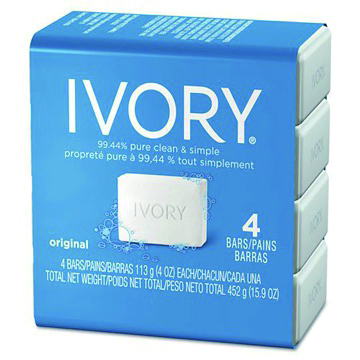 IVORY®
99.44% pure clean & simple
propreté pure à 99,44 % tout simplement
IVORY
original
4
BARS/PAINS
BARRAS
4 BARS/PAINS/BARRAS 113 g (4 OZ) EACH/CHACUN/CADA UNA
TOTAL NET WEIGHT/POIDS NET TOTAL/PESO NETO TOTAL 452 g (15.9 OZ)